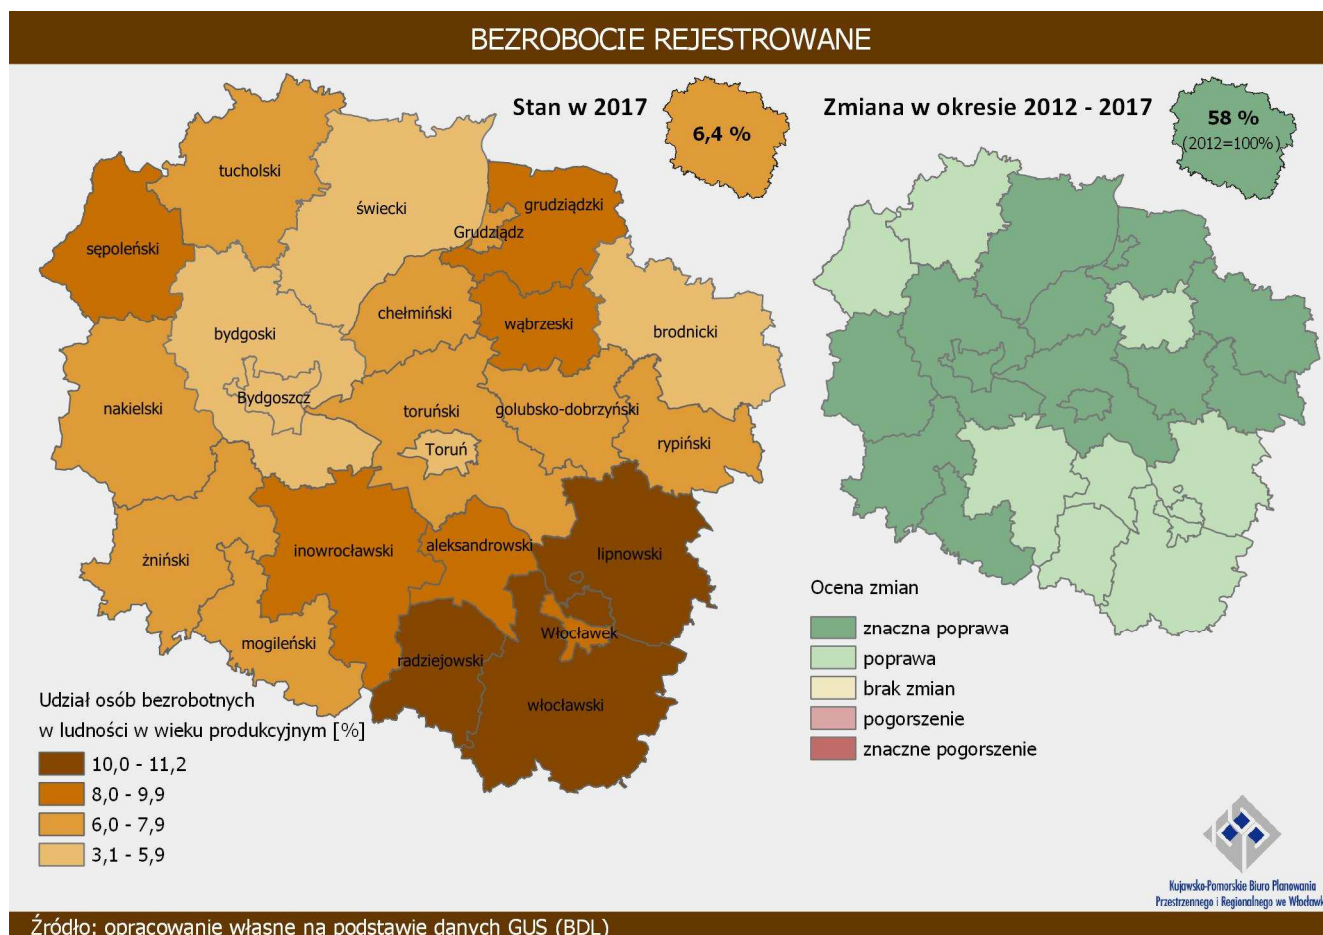 BEZROBOCIE REJESTROWANE
Stan w 2017
6,4 %
Zmiana w okresie 2012 - 2017
58 %
(2012=100%)
tucholski
świecki
grudziądzki
Grudziądz
sępoleński
chełmiński
wąbrzeski
bydgoski
brodnicki
Bydgoszcz
nakielski
toruński
golubsko-dobrzyński
Toruń
rypiński
inowrocławski
aleksandrowski
lipnowski
żniński
Włocławek
mogileński
radziejowski
włocławski
Udział osób bezrobotnych
w ludności w wieku produkcyjnym [%]
10,0 - 11,2
8,0 - 9,9
6,0 - 7,9
3,1 - 5,9
Ocena zmian
znaczna poprawa
poprawa
brak zmian
pogorszenie
znaczne pogorszenie
Kujawsko-Pomorskie Biuro Planowania
Przestrzennego i Regionalnego we Włocławk
Źródło: opracowanie własne na podstawie danych GUS (BDL)